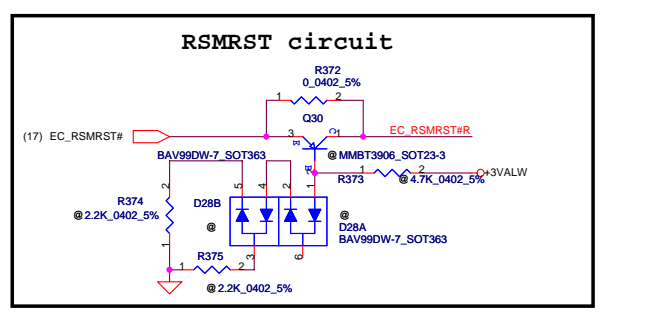 RSMRST circuit
R372
0_0402_5%
1 2
Q30
(17) EC_RSMRST#
3 1
E C
EC_RSMRST#R
BAV99DW-7_SOT363
@ MMBT3906_SOT23-3
B 2
R373
1 2
+3VALW
@ 4.7K_0402_5%
2
5 4 2 1
R374
@ 2.2K_0402_5%
D28B
@
@
D28A
BAV99DW-7_SOT363
1
3 6
R375
1 2
@ 2.2K_0402_5%